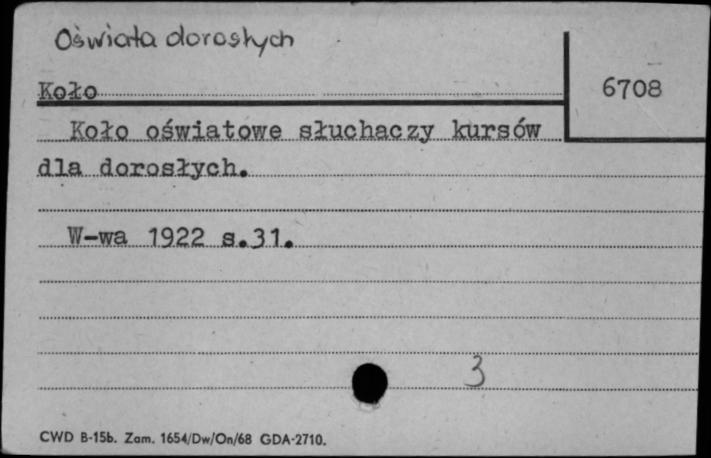 Oświata dorosłych
Koło
6708
Koło oświatowe słuchaczy kursów
dla dorosłych.
W-wa 1922 s.31.
3
CWD B-15b. Zam. 1654/Dw/On/68 GDA-2710.